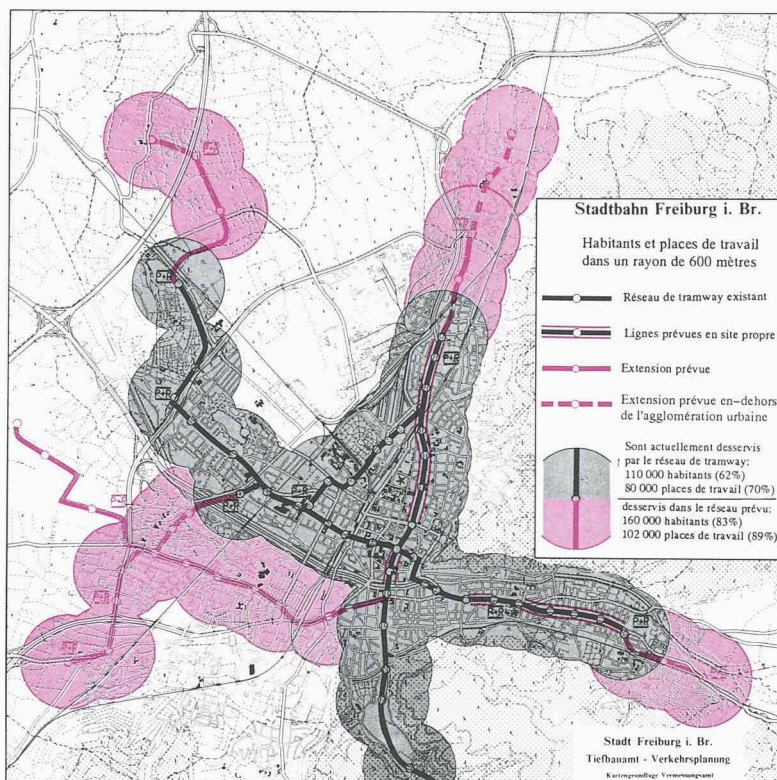 Stadtbahn Freiburg i. Br.
Habitants et places de travail
dans un rayon de 600 mètres
Réseau de tramway existant
Lignes prévues en site propre
Extension prévue
Extension prévue en-dehors
de l'agglomération urbaine
Sont actuellement desservis
par le réseau de tramway:
110 000 habitants (62%)
80 000 places de travail (70%)
desservis dans le réseau prévu:
160 000 habitants (83%)
102 000 places de travail (89%)
Stadt Freiburg i. Br.
Tiefbauamt - Verkehrsplanung
Kartengrundlage Vermessungsamt
P+R
P+R
P+R
P+R
P+R
P+R
P+R
P+R
P+R